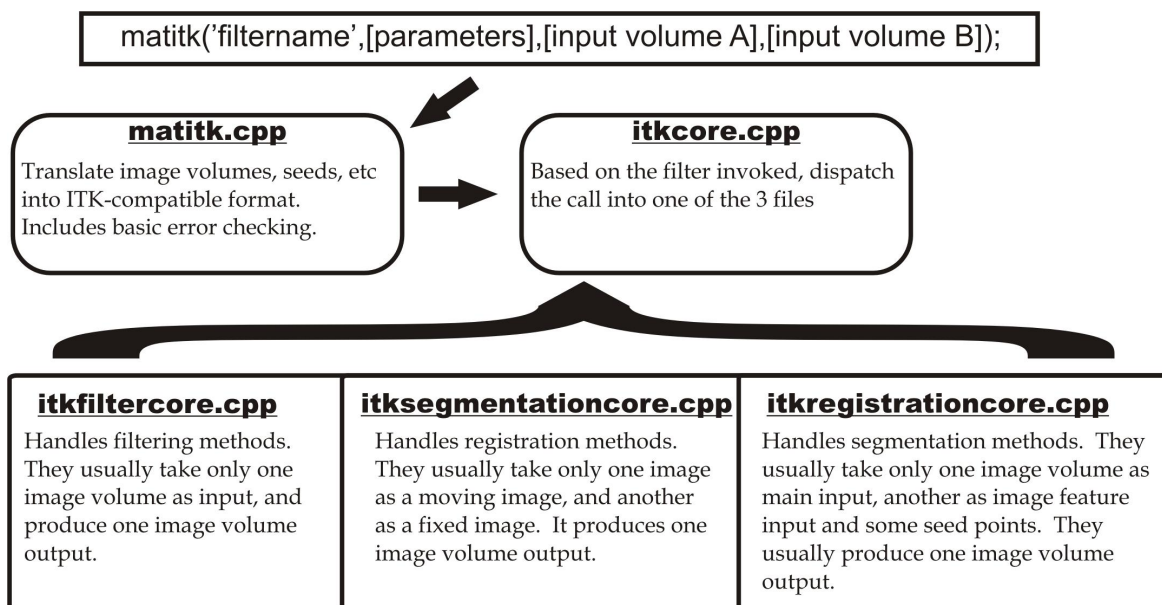 matitk('filtername',[parameters],[input volume A],[input volume B]);
matitk.cpp
Translate image volumes, seeds, etc
into ITK-compatible format.
Includes basic error checking.
itkcore.cpp
Based on the filter invoked, dispatch
the call into one of the 3 files
itkfiltercore.cpp
Handles filtering methods.
They usually take only one
image volume as input, and
produce one image volume
output.
itksegmentationcore.cpp
Handles registration methods.
They usually take only one image
as a moving image, and another
as a fixed image.  It produces one
image volume output.
itkregistrationcore.cpp
Handles segmentation methods.  They
usually take only one image volume as
main input, another as image feature
input and some seed points.  They
usually produce one image volume
output.